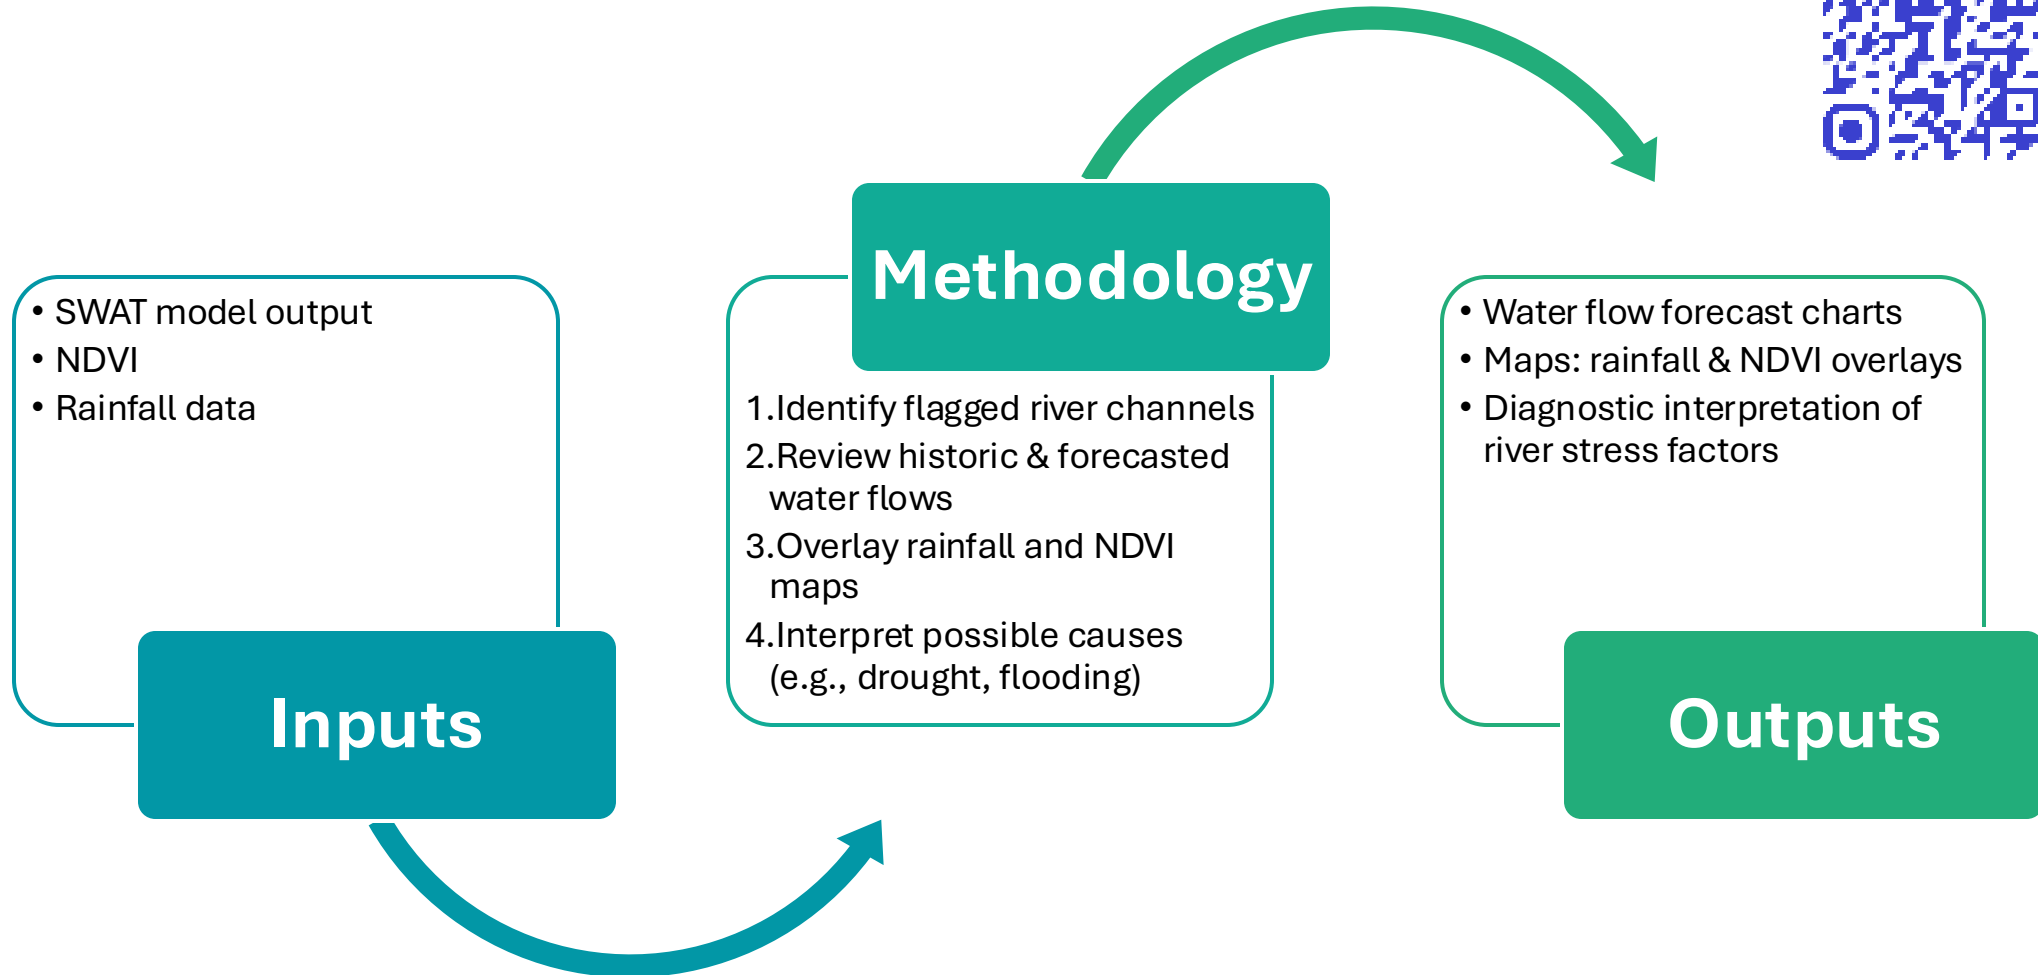 • SWAT model output
• NDVI
• Rainfall data
Inputs
Methodology
1.Identify flagged river channels
2.Review historic & forecasted
water flows
3.Overlay rainfall and NDVI
maps
4.Interpret possible causes
(e.g., drought, flooding)
• Water flow forecast charts
• Maps: rainfall & NDVI overlays
• Diagnostic interpretation of
river stress factors
Outputs